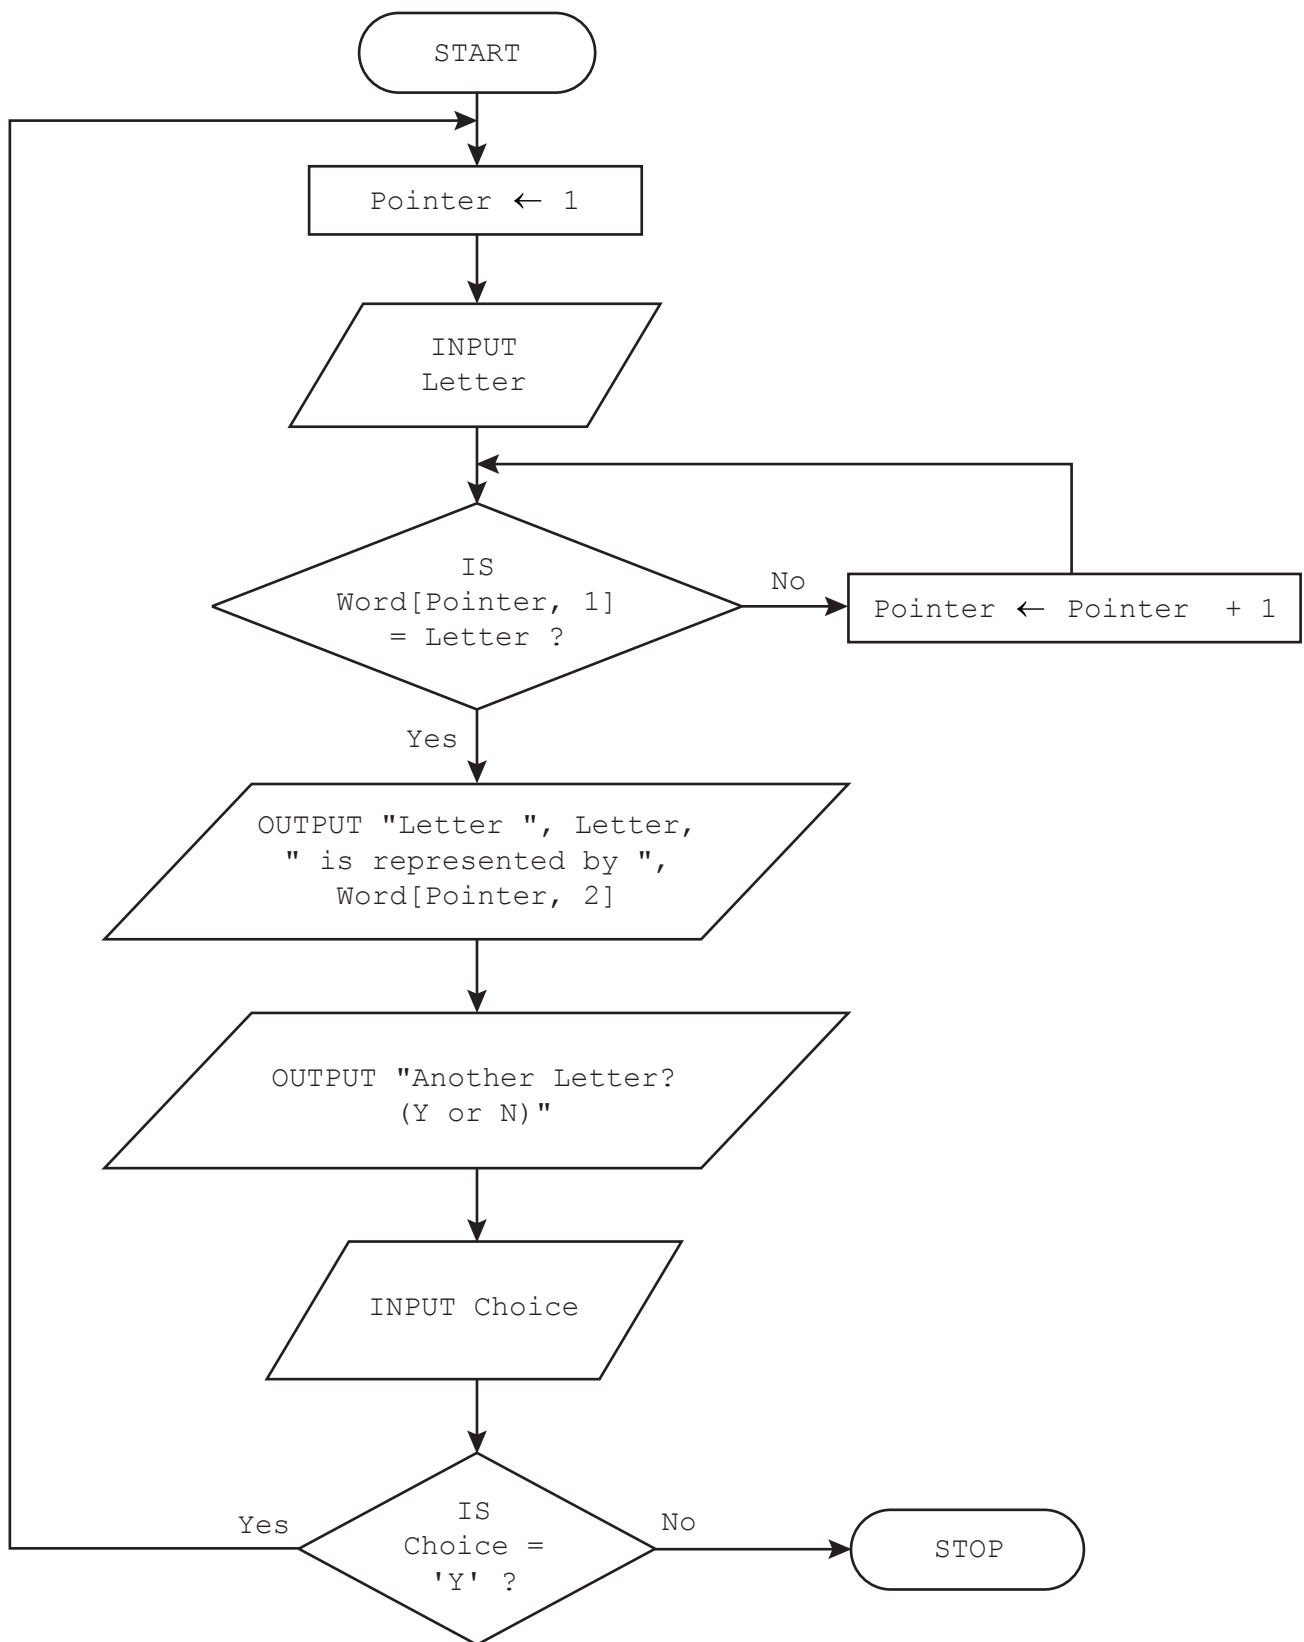 START
Pointer ← 1
INPUT
Letter
IS
Word[Pointer, 1]
= Letter ?
No
Pointer ← Pointer + 1
Yes
OUTPUT "Letter ", Letter,
" is represented by ",
Word[Pointer, 2]
OUTPUT "Another Letter?
(Y or N)"
INPUT Choice
Yes
IS
Choice =
'Y' ?
No
STOP